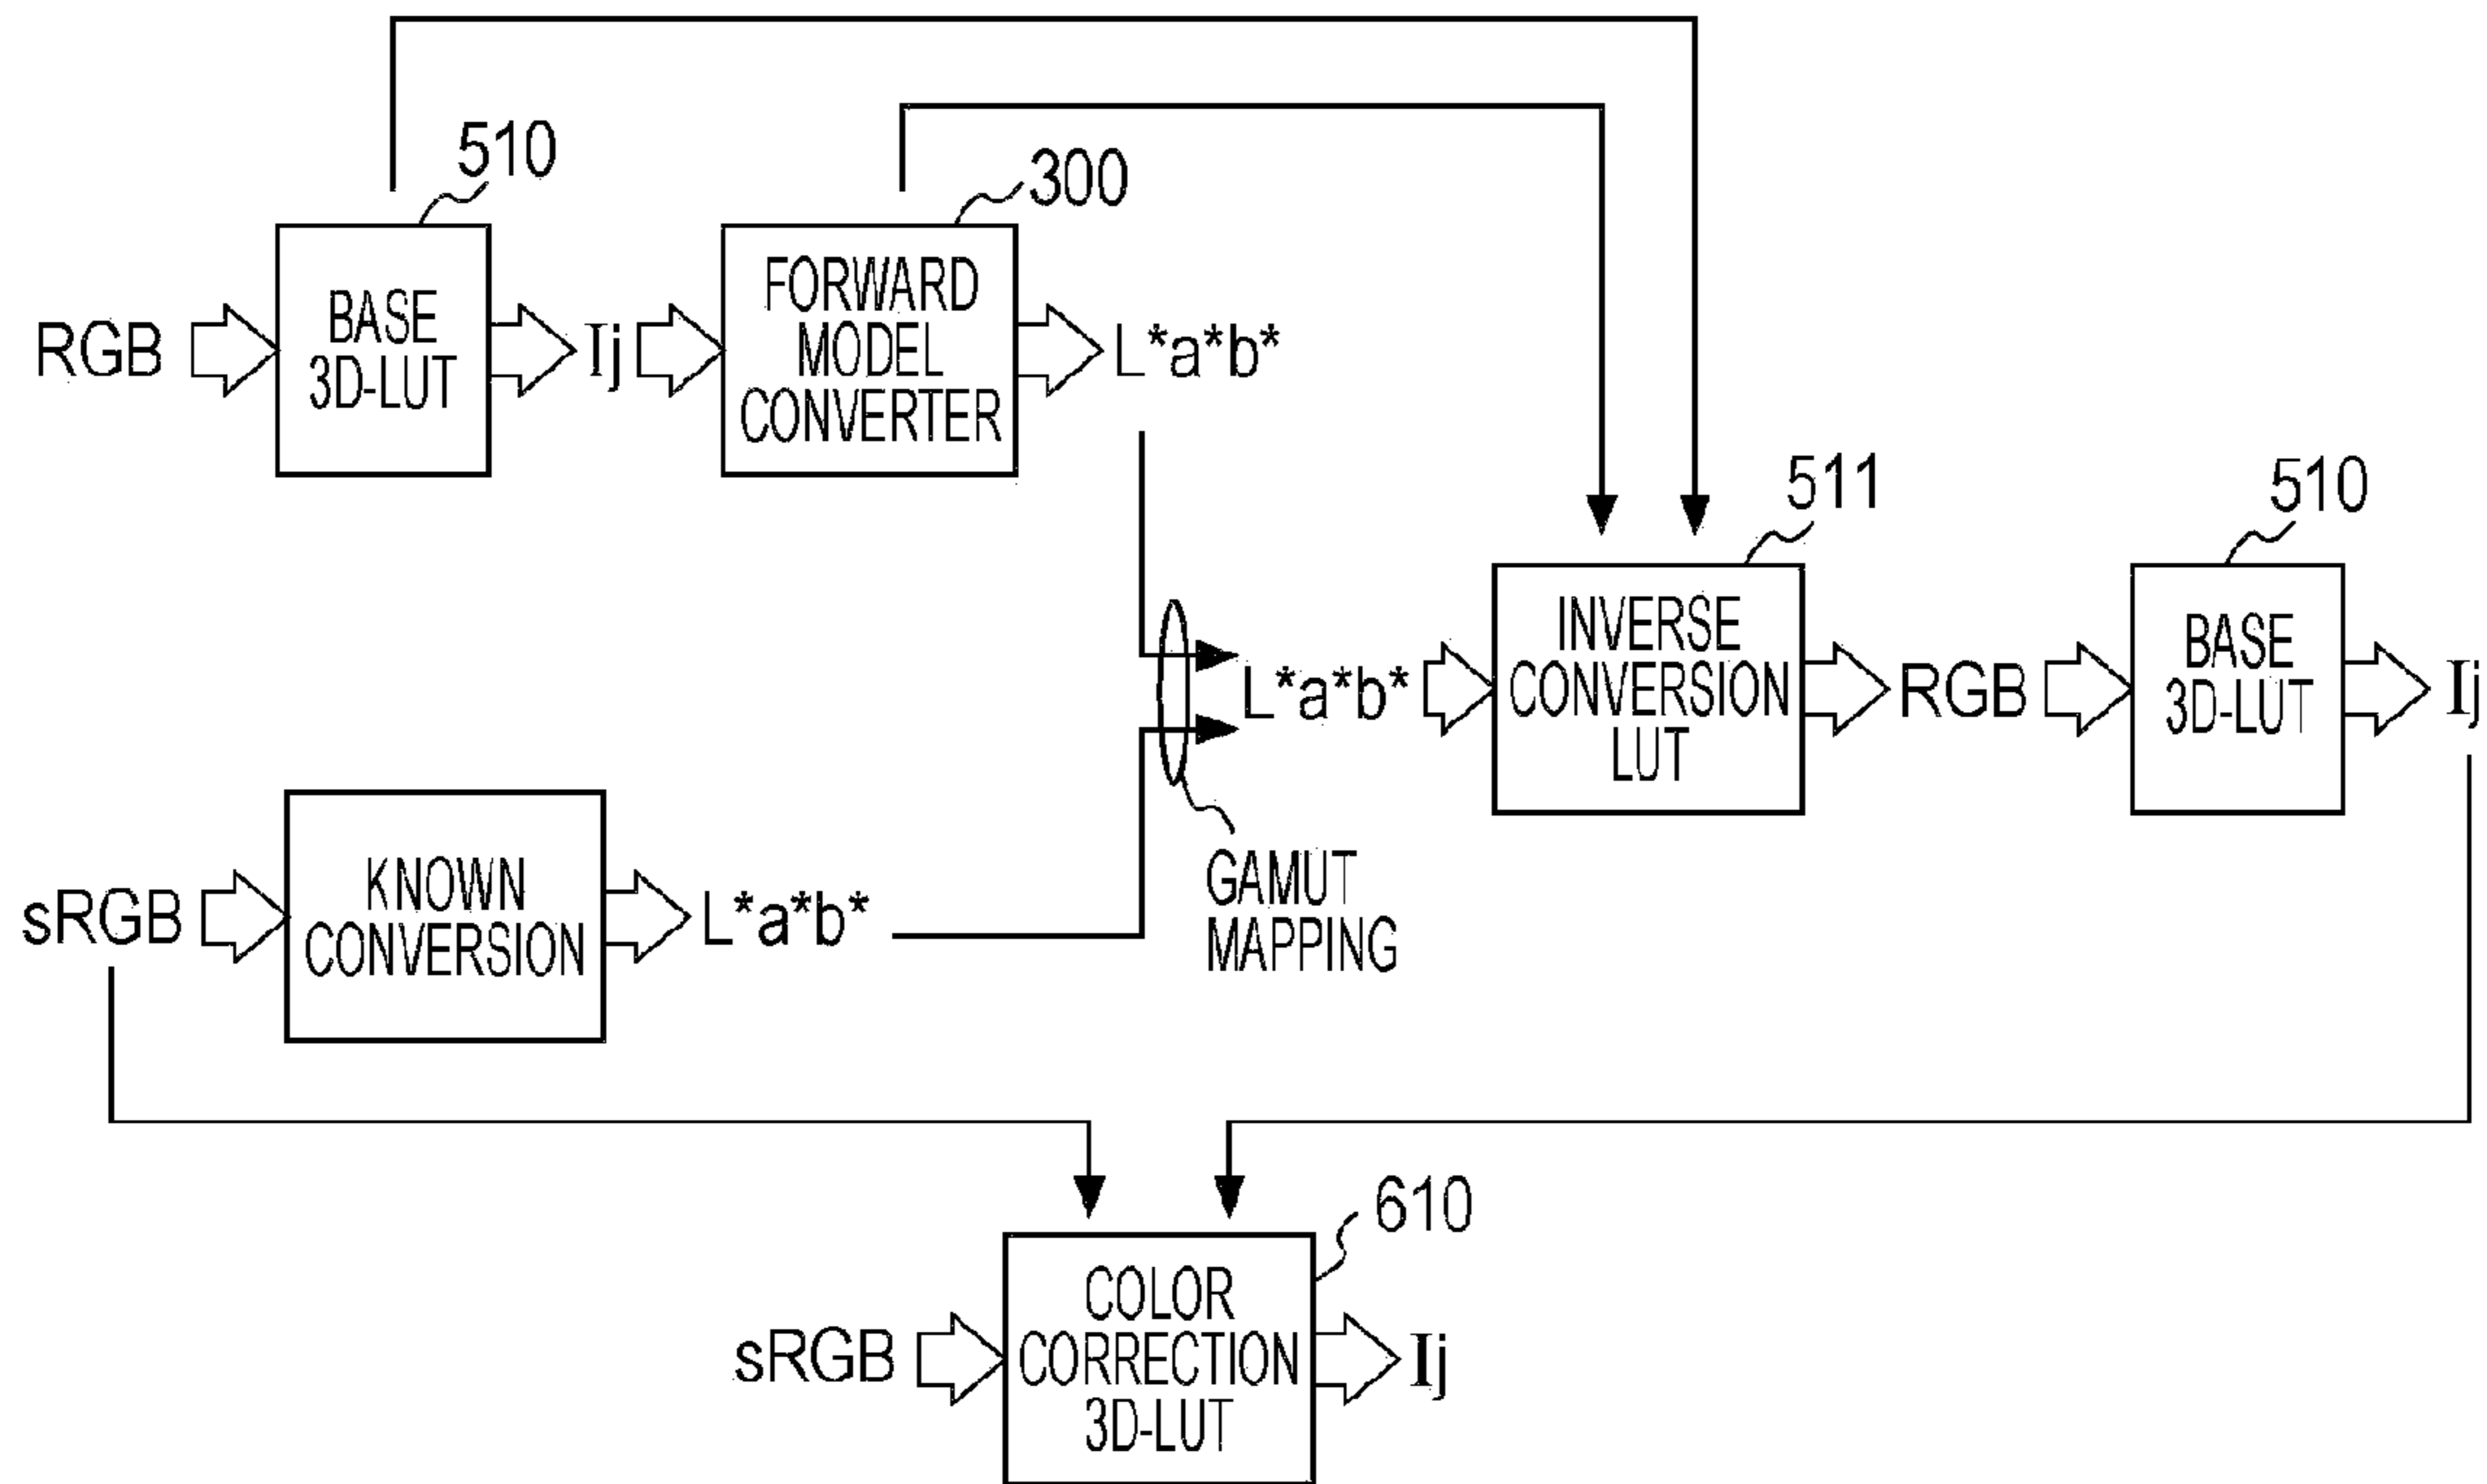 510
300
RGB
BASE
3D-LUT
Ij
FORWARD
MODEL
CONVERTER
L*a*b*
511
510
L*a*b*
INVERSE
CONVERSION
LUT
RGB
BASE
3D-LUT
Ij
GAMUT
MAPPING
sRGB
KNOWN
CONVERSION
L*a*b*
610
sRGB
COLOR
CORRECTION
3D-LUT
Ij